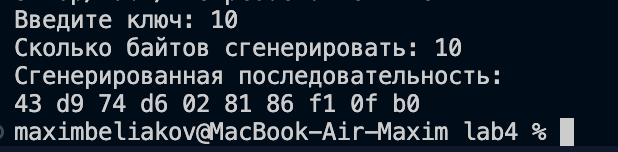 Введите ключ: 10
Сколько байтов сгенерировать: 10
Сгенерированная последовательность:
43 d9 74 d6 02 81 86 f1 0f b0
maximbeliakov@MacBook-Air-Maxim lab4 %